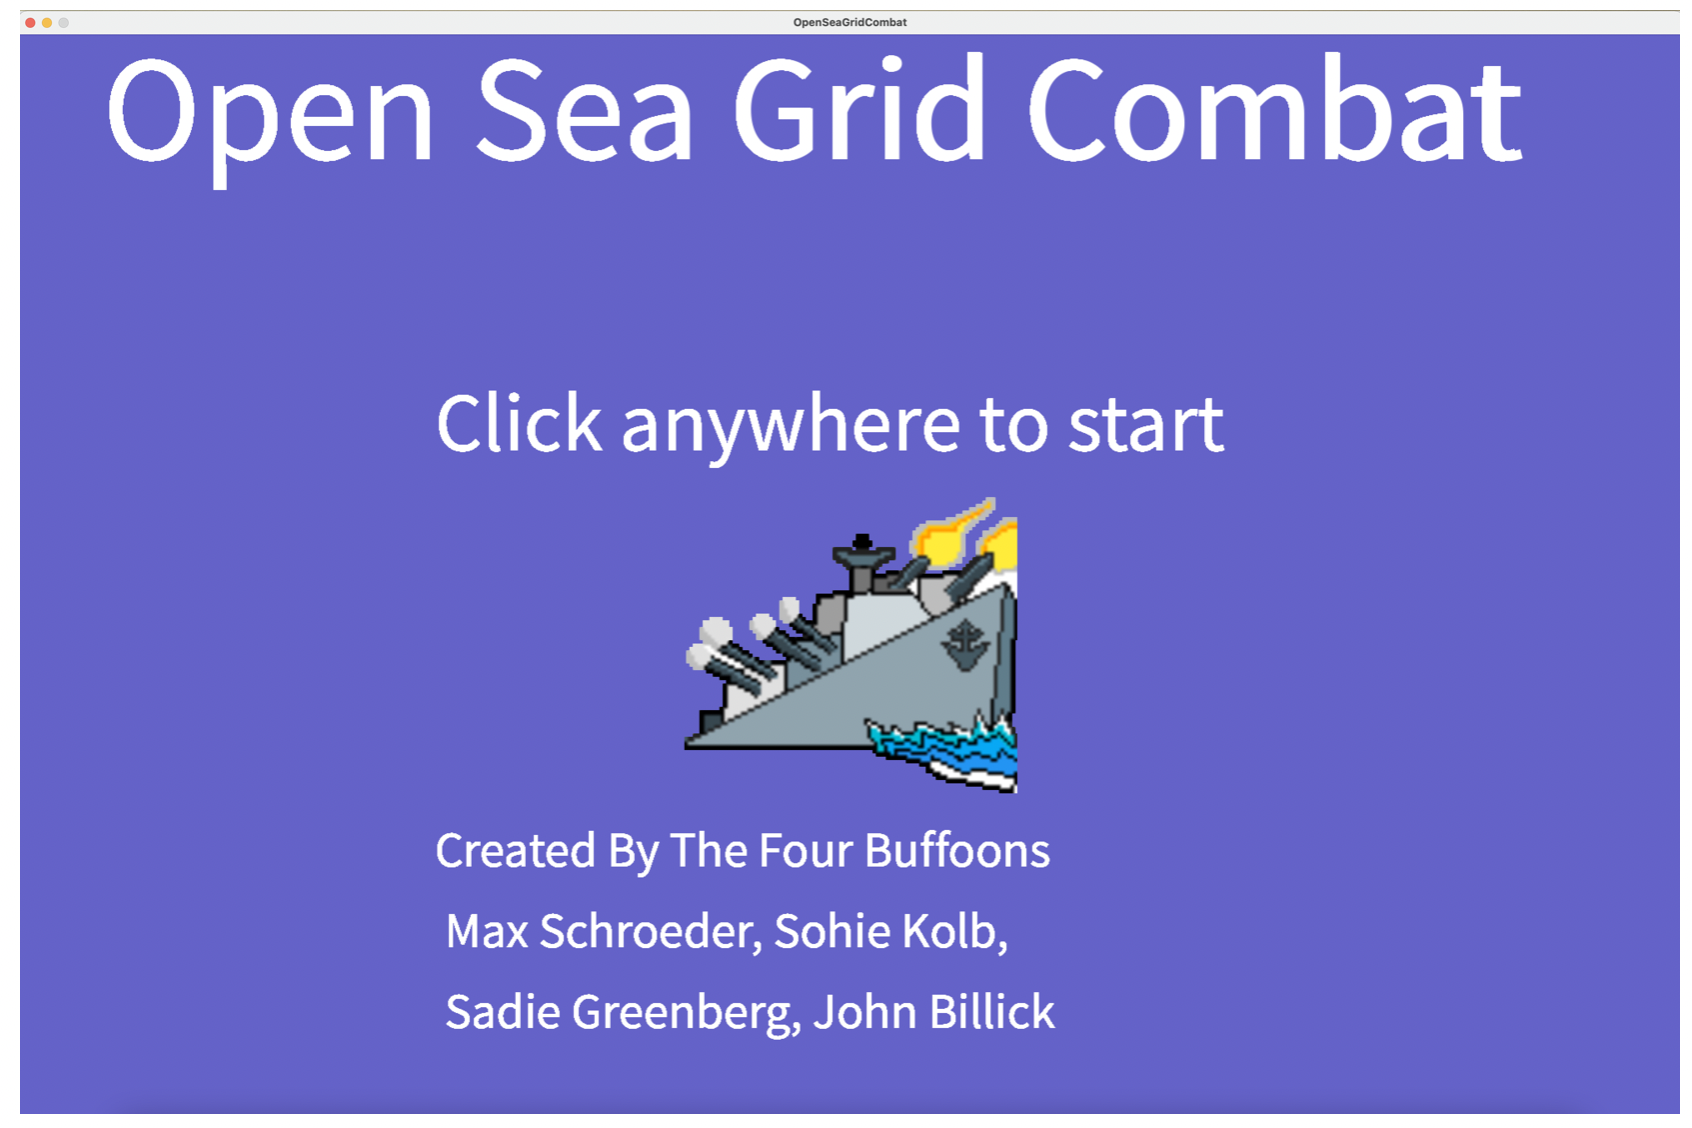 OpenSeaGridCombat
Open Sea Grid Combat
Click anywhere to start
Created By The Four Buffoons
Max Schroeder, Sohie Kolb,
Sadie Greenberg, John Billick